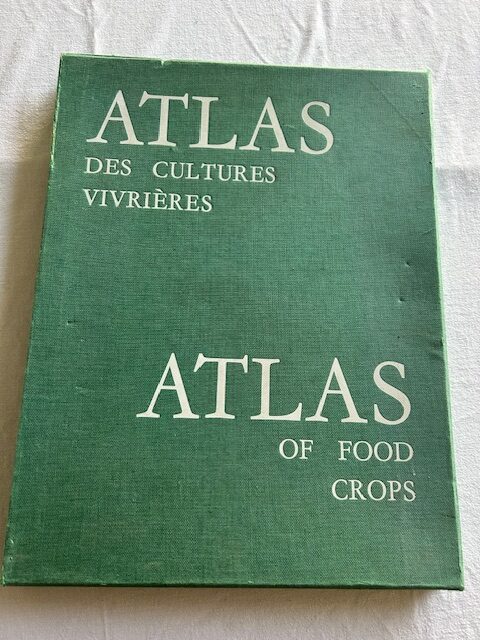 ATLAS
DES CULTURES
VIVRIÈRES
ATLAS
OF FOOD
CROPS